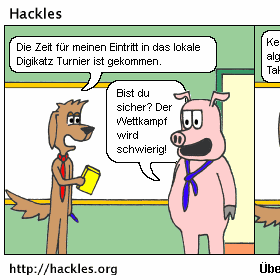 Hackles
Die Zeit für meinen Eintritt in das lokale
Digikatz Turnier ist gekommen.
Bist du
sicher? Der
Wettkampf
wird
schwierig!
Ke
alg
Tak
http://hackles.org
Übe